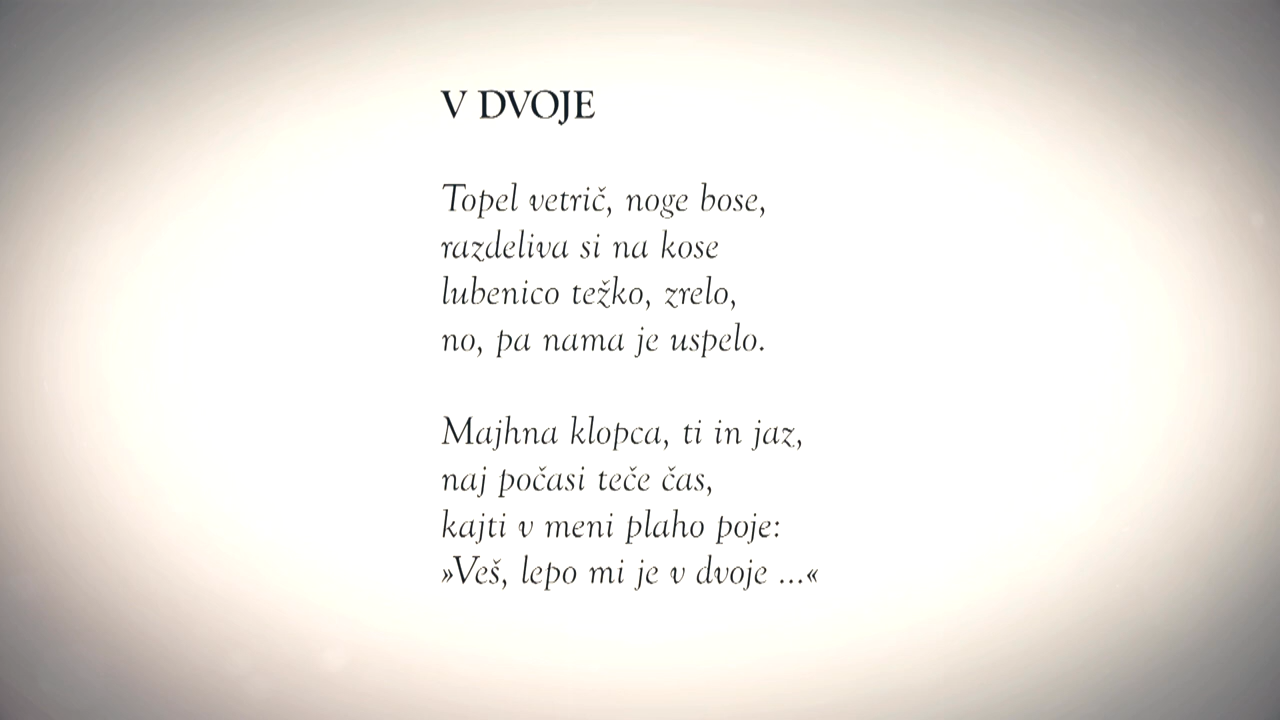 V DVOJE
Topel vetrič, noge bose,
razdeliva si na kose
lubenico težko, zrelo,
no, pa nama je uspelo.
Majhna klopca, ti in jaz,
naj počasi teče čas,
kajti v meni plaho poje:
»Veš, lepo mi je v dvoje ...«